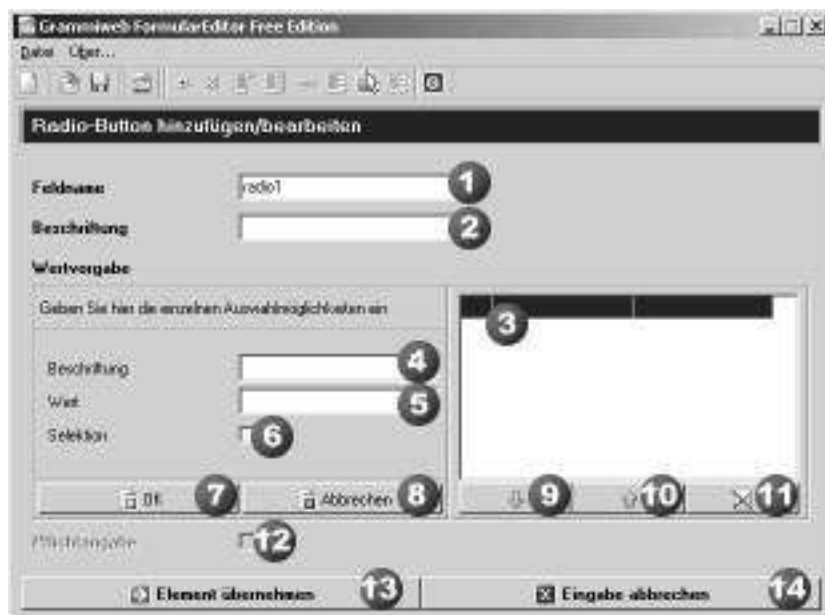 Grammiweb FormularEditor Free Edition
Datei Über...
Radio-Button hinzufügen/bearbeiten
Feldname radio1 1
Beschriftung 2
Wertvorgabe
Geben Sie hier die einzelnen Auswahlmöglichkeiten ein
3
Beschriftung 4
Wert 5
Selektion 6
OK 7 Abbrechen 8 9 10 11
Pflichtangabe 12
Element übernehmen 13 Eingabe abbrechen 14